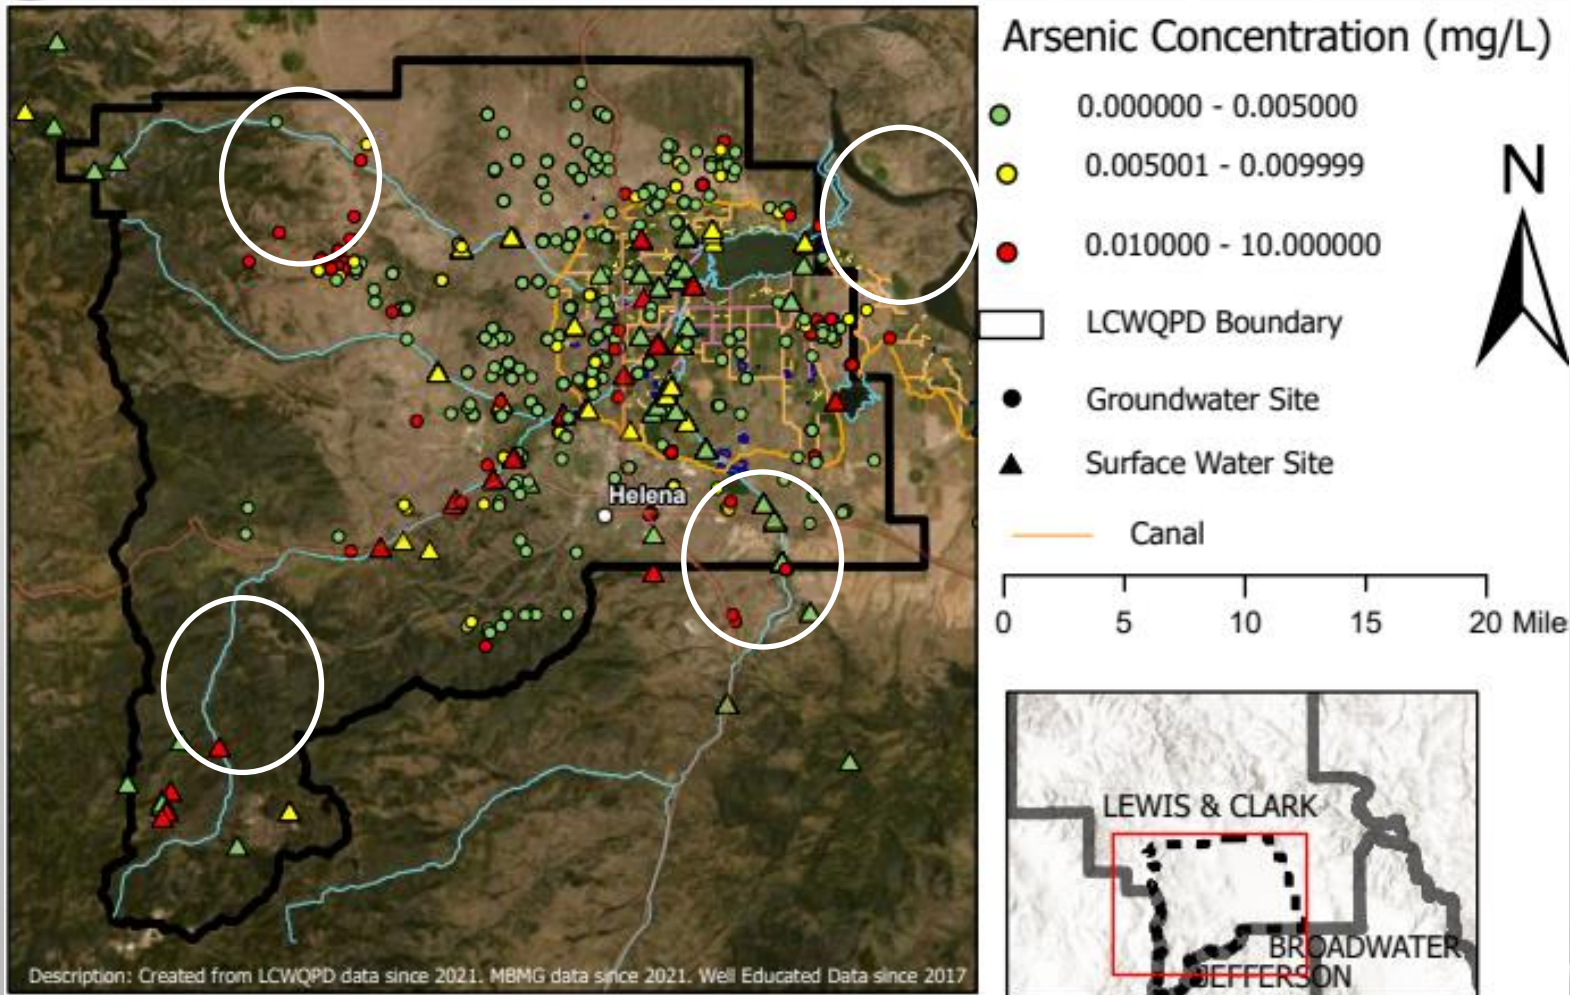 Arsenic Concentration (mg/L)
0.000000 - 0.005000
0.005001 - 0.009999
0.010000 - 10.000000
N
LCWQPD Boundary
Groundwater Site
Surface Water Site
Canal
0 5 10 15 20 Mile
Helena
LEWIS & CLARK
BROADWATER
JEFFERSON
Description: Created from LCWQPD data since 2021. MBMG data since 2021. Well Educated Data since 2017